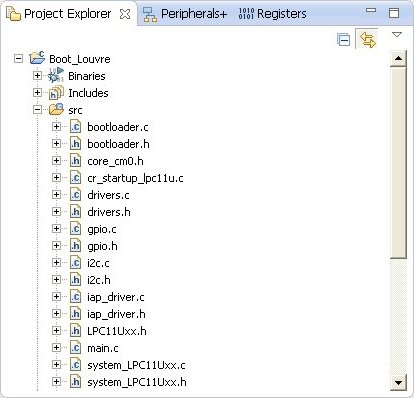 Project Explorer Peripherals+ 1010 0101 Registers
Boot_Louvre
Binaries
Includes
src
.c bootloader.c
.h bootloader.h
.h core_cm0.h
.c cr_startup_lpc11u.c
.c drivers.c
.h drivers.h
.c gpio.c
.h gpio.h
.c i2c.c
.h i2c.h
.c iap_driver.c
.h iap_driver.h
.h LPC11Uxx.h
.c main.c
.c system_LPC11Uxx.c
.h system_LPC11Uxx.h